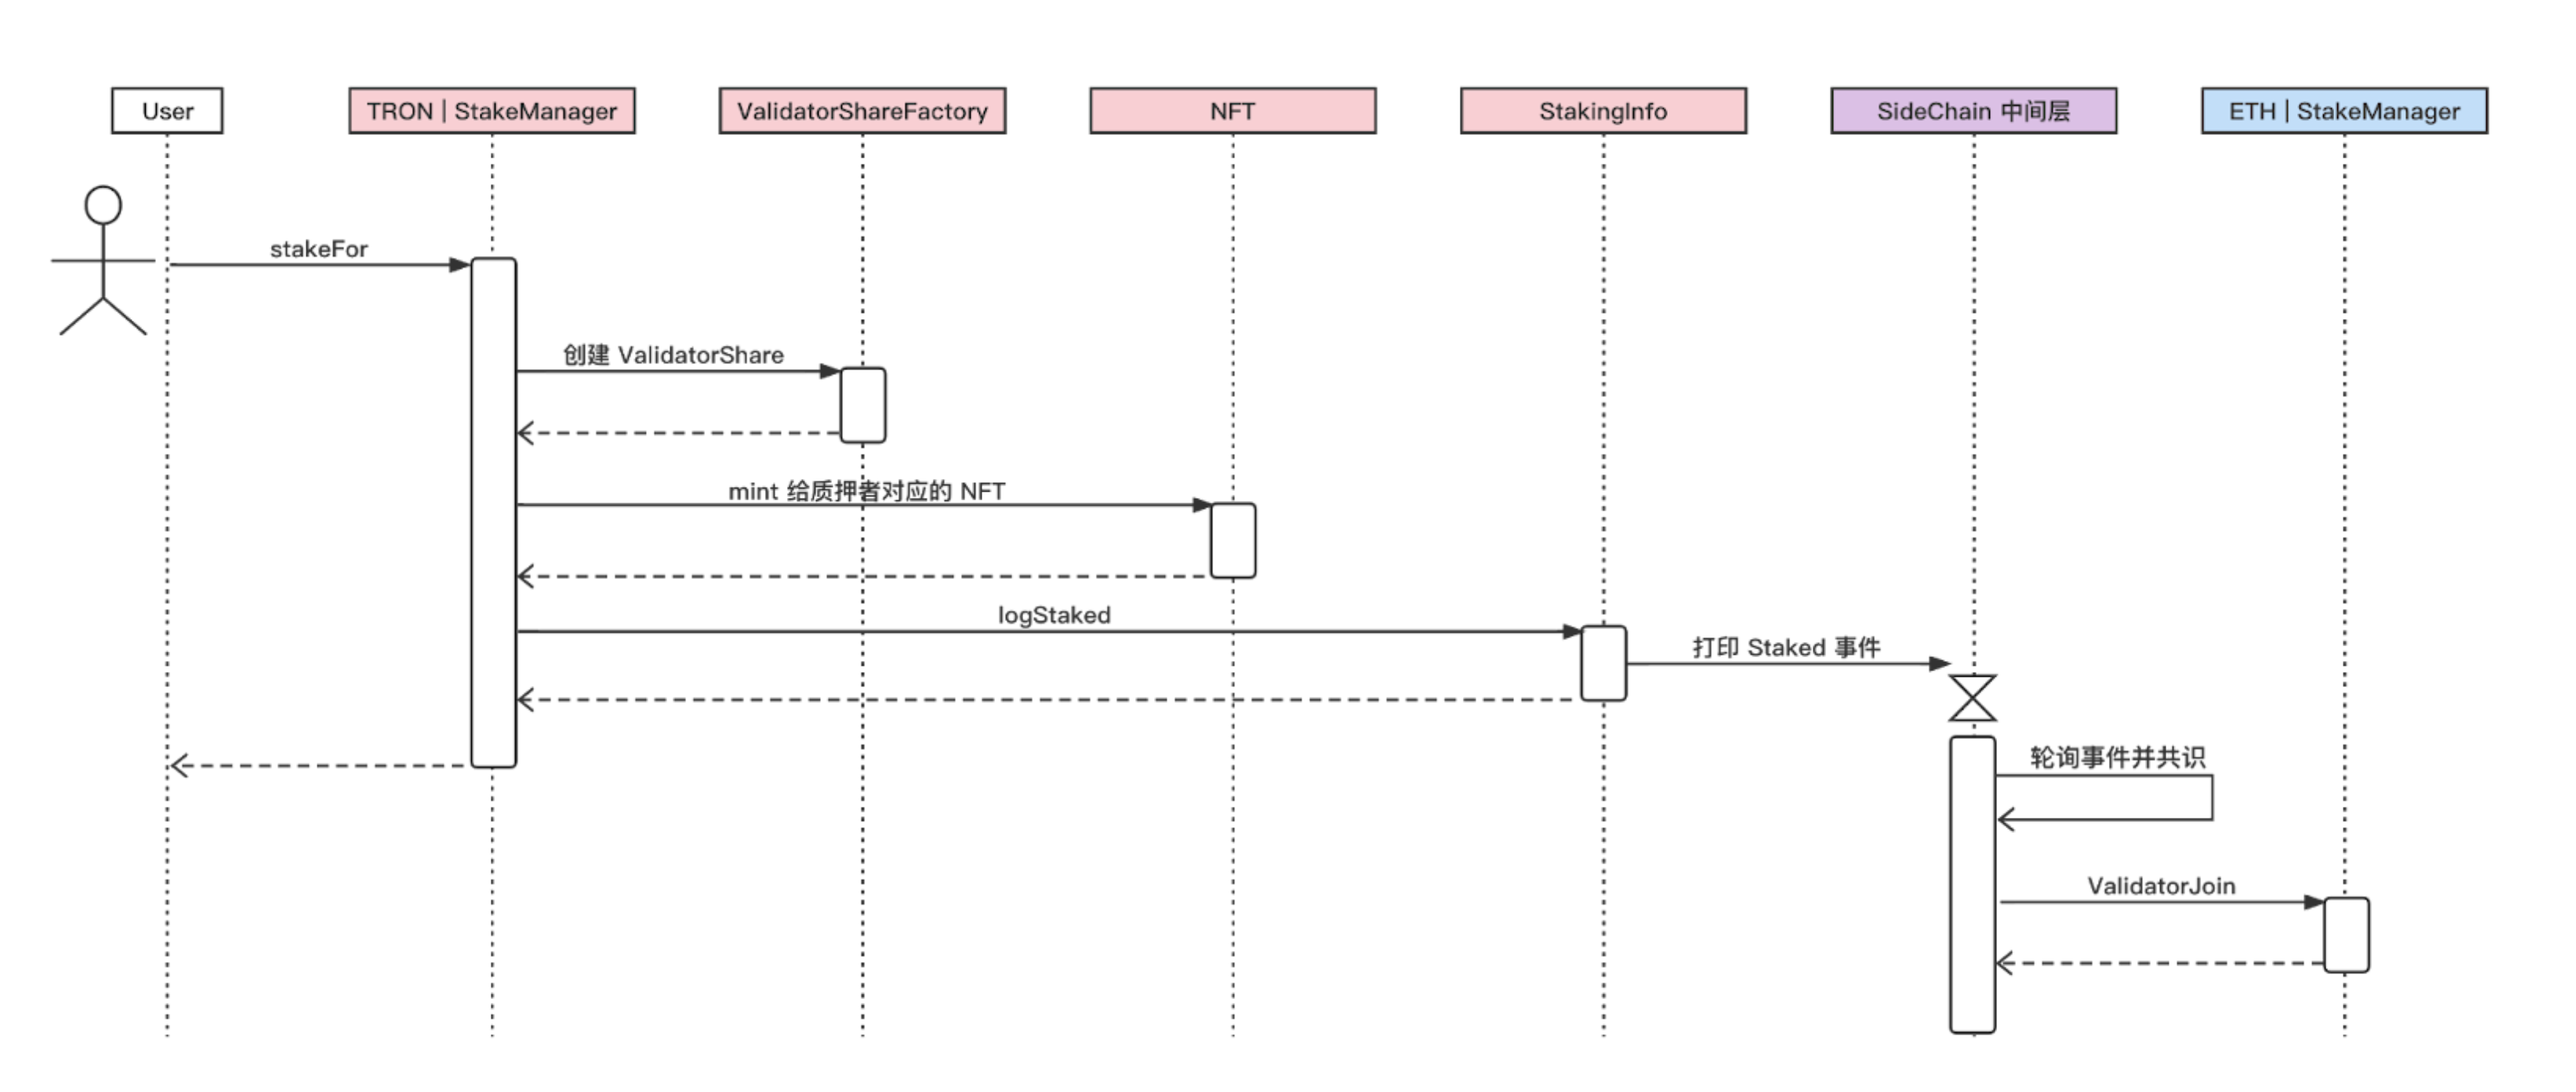 User
TRON | StakeManager
ValidatorShareFactory
NFT
StakingInfo
SideChain 中间层
ETH | StakeManager
stakeFor
创建 ValidatorShare
mint 给质押者对应的 NFT
logStaked
打印 Staked 事件
轮询事件并共识
ValidatorJoin